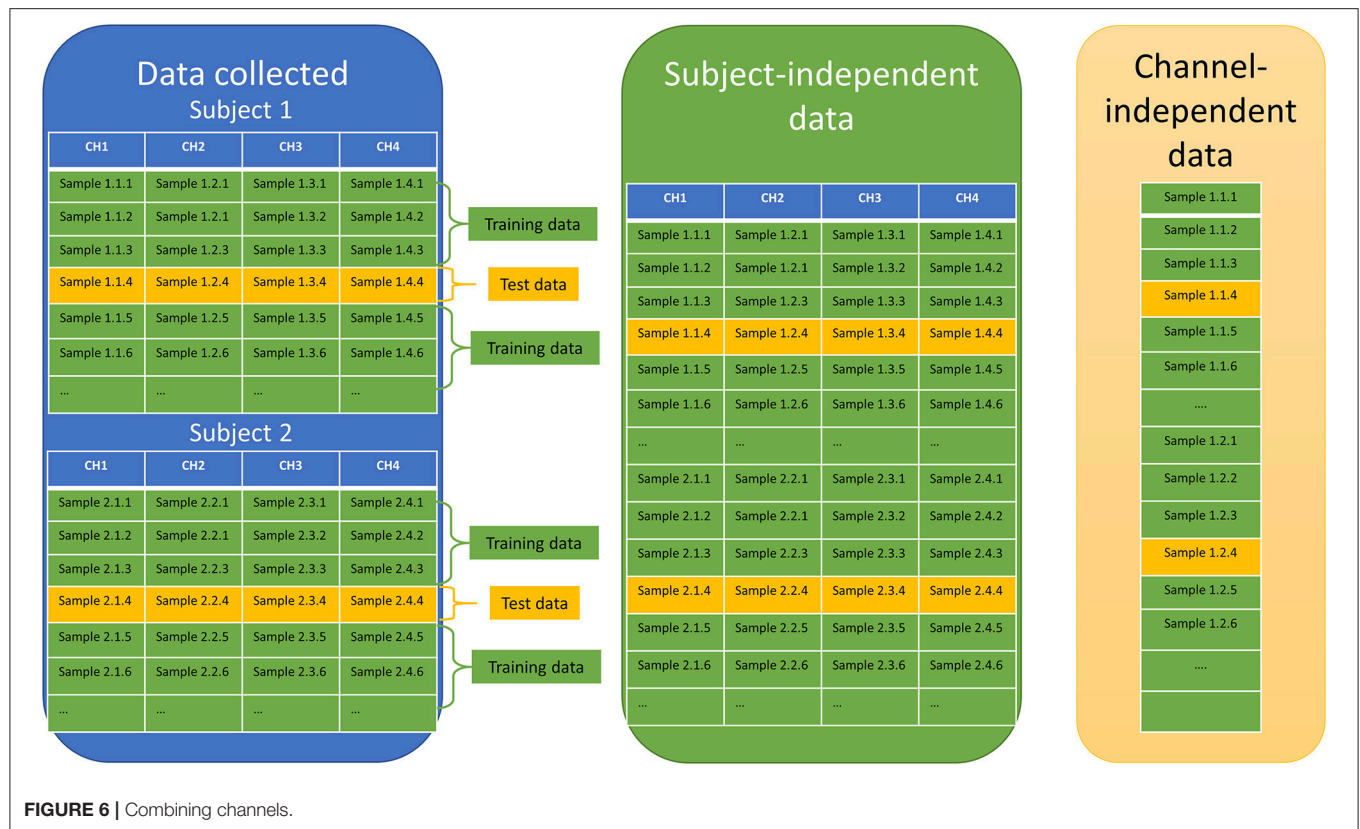 Data collected
Subject 1
CH1 CH2 CH3 CH4
Sample 1.1.1 Sample 1.2.1 Sample 1.3.1 Sample 1.4.1
Sample 1.1.2 Sample 1.2.1 Sample 1.3.2 Sample 1.4.2
Sample 1.1.3 Sample 1.2.3 Sample 1.3.3 Sample 1.4.3
Sample 1.1.4 Sample 1.2.4 Sample 1.3.4 Sample 1.4.4
Sample 1.1.5 Sample 1.2.5 Sample 1.3.5 Sample 1.4.5
Sample 1.1.6 Sample 1.2.6 Sample 1.3.6 Sample 1.4.6
... ... ... ...
Training data
Test data
Training data
Subject 2
CH1 CH2 CH3 CH4
Sample 2.1.1 Sample 2.2.1 Sample 2.3.1 Sample 2.4.1
Sample 2.1.2 Sample 2.2.1 Sample 2.3.2 Sample 2.4.2
Sample 2.1.3 Sample 2.2.3 Sample 2.3.3 Sample 2.4.3
Sample 2.1.4 Sample 2.2.4 Sample 2.3.4 Sample 2.4.4
Sample 2.1.5 Sample 2.2.5 Sample 2.3.5 Sample 2.4.5
Sample 2.1.6 Sample 2.2.6 Sample 2.3.6 Sample 2.4.6
... ... ... ...
Training data
Test data
Training data
Subject-independent
data
CH1 CH2 CH3 CH4
Sample 1.1.1 Sample 1.2.1 Sample 1.3.1 Sample 1.4.1
Sample 1.1.2 Sample 1.2.1 Sample 1.3.2 Sample 1.4.2
Sample 1.1.3 Sample 1.2.3 Sample 1.3.3 Sample 1.4.3
Sample 1.1.4 Sample 1.2.4 Sample 1.3.4 Sample 1.4.4
Sample 1.1.5 Sample 1.2.5 Sample 1.3.5 Sample 1.4.5
Sample 1.1.6 Sample 1.2.6 Sample 1.3.6 Sample 1.4.6
... ... ... ...
Sample 2.1.1 Sample 2.2.1 Sample 2.3.1 Sample 2.4.1
Sample 2.1.2 Sample 2.2.1 Sample 2.3.2 Sample 2.4.2
Sample 2.1.3 Sample 2.2.3 Sample 2.3.3 Sample 2.4.3
Sample 2.1.4 Sample 2.2.4 Sample 2.3.4 Sample 2.4.4
Sample 2.1.5 Sample 2.2.5 Sample 2.3.5 Sample 2.4.5
Sample 2.1.6 Sample 2.2.6 Sample 2.3.6 Sample 2.4.6
... ... ... ...
Channel-
independent
data
Sample 1.1.1
Sample 1.1.2
Sample 1.1.3
Sample 1.1.4
Sample 1.1.5
Sample 1.1.6
....
Sample 1.2.1
Sample 1.2.2
Sample 1.2.3
Sample 1.2.4
Sample 1.2.5
Sample 1.2.6
....
FIGURE 6 | Combining channels.